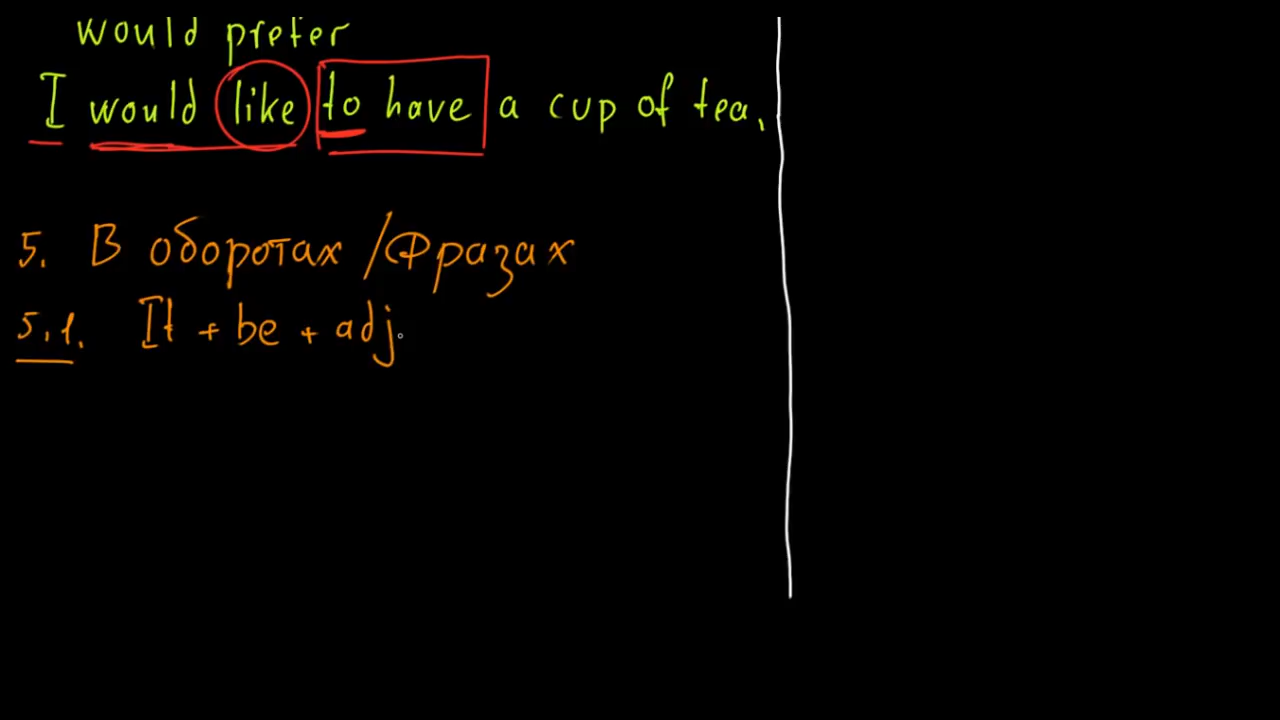 would prefer
I would like to have a cup of tea.
5. В оборотах / Фразах
5.1. It + be + adj.